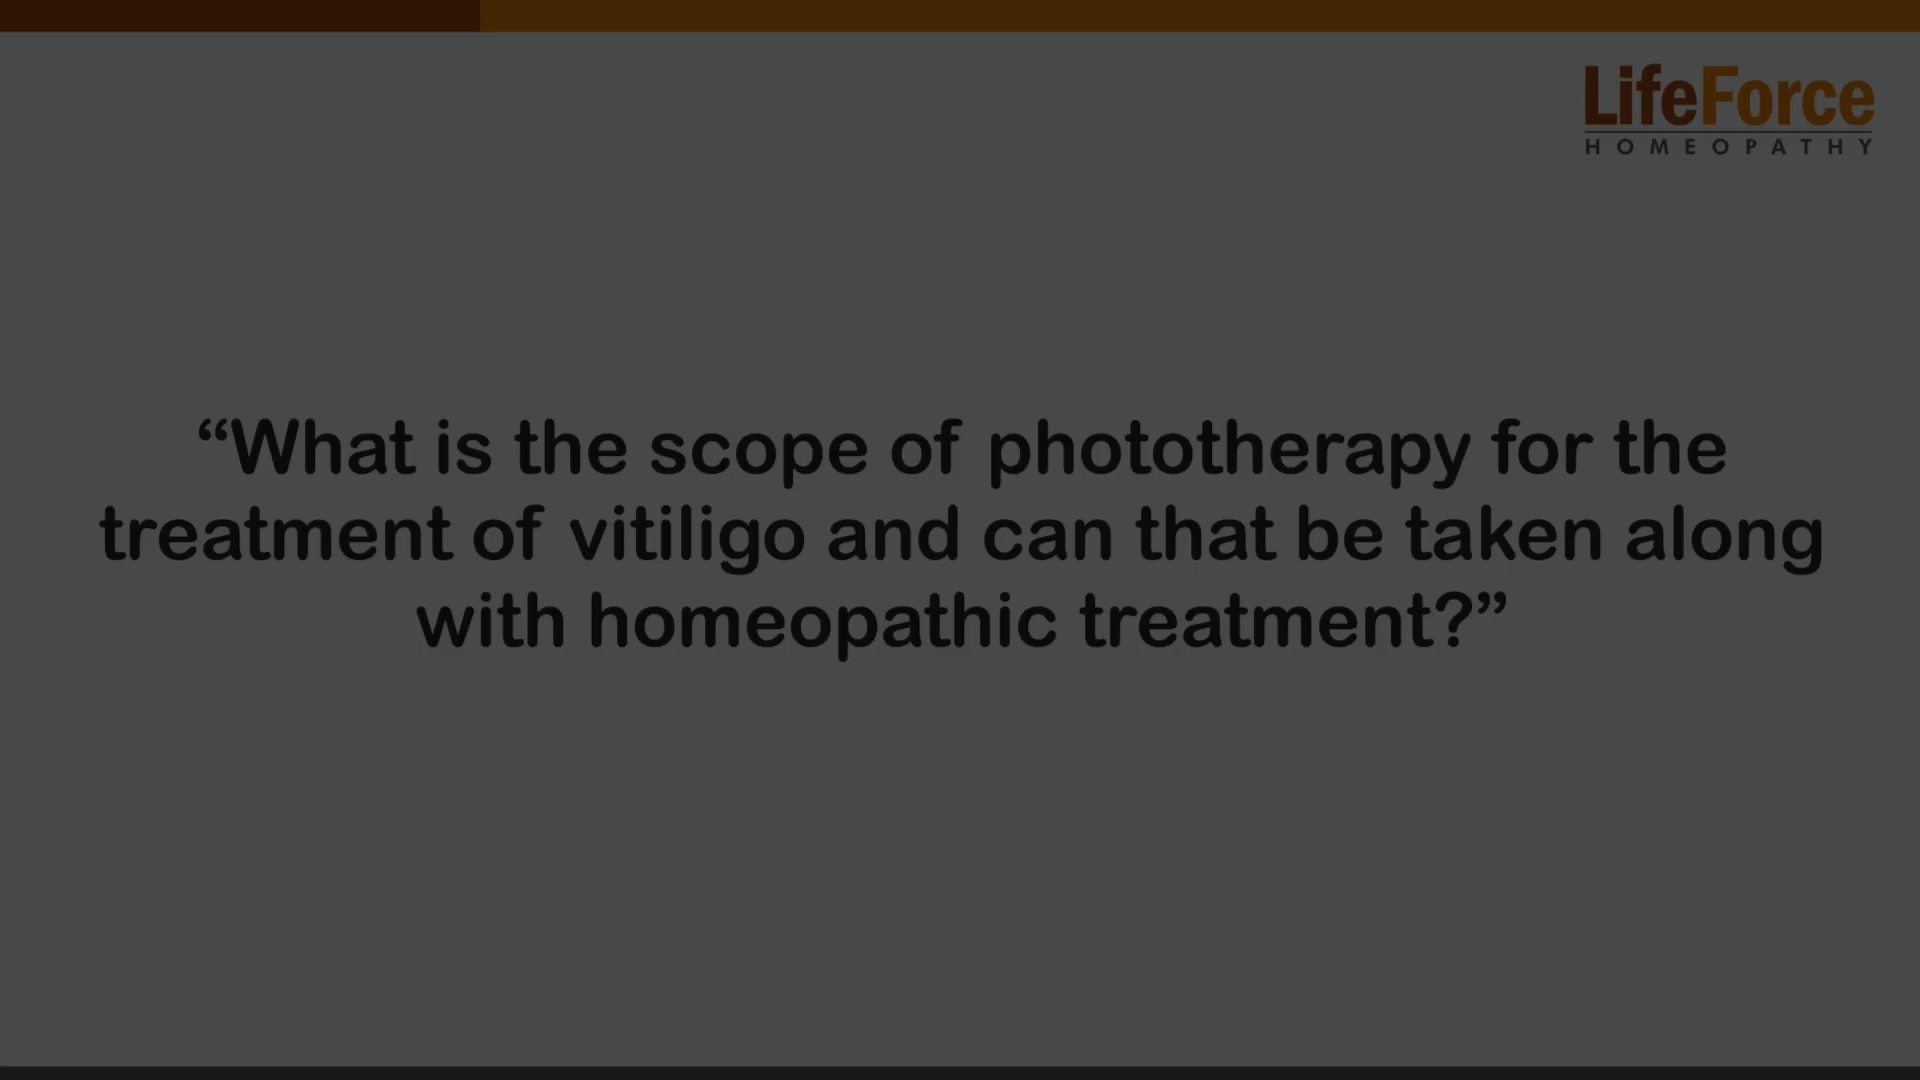 LifeForce
HOMEOPATHY
“What is the scope of phototherapy for the
treatment of vitiligo and can that be taken along
with homeopathic treatment?”